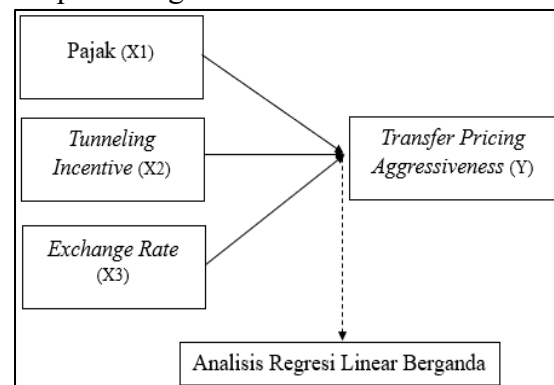 Pajak (X1)
Tunneling
Incentive (X2)
Exchange Rate
(X3)
Transfer Pricing
Aggressiveness (Y)
Analisis Regresi Linear Berganda